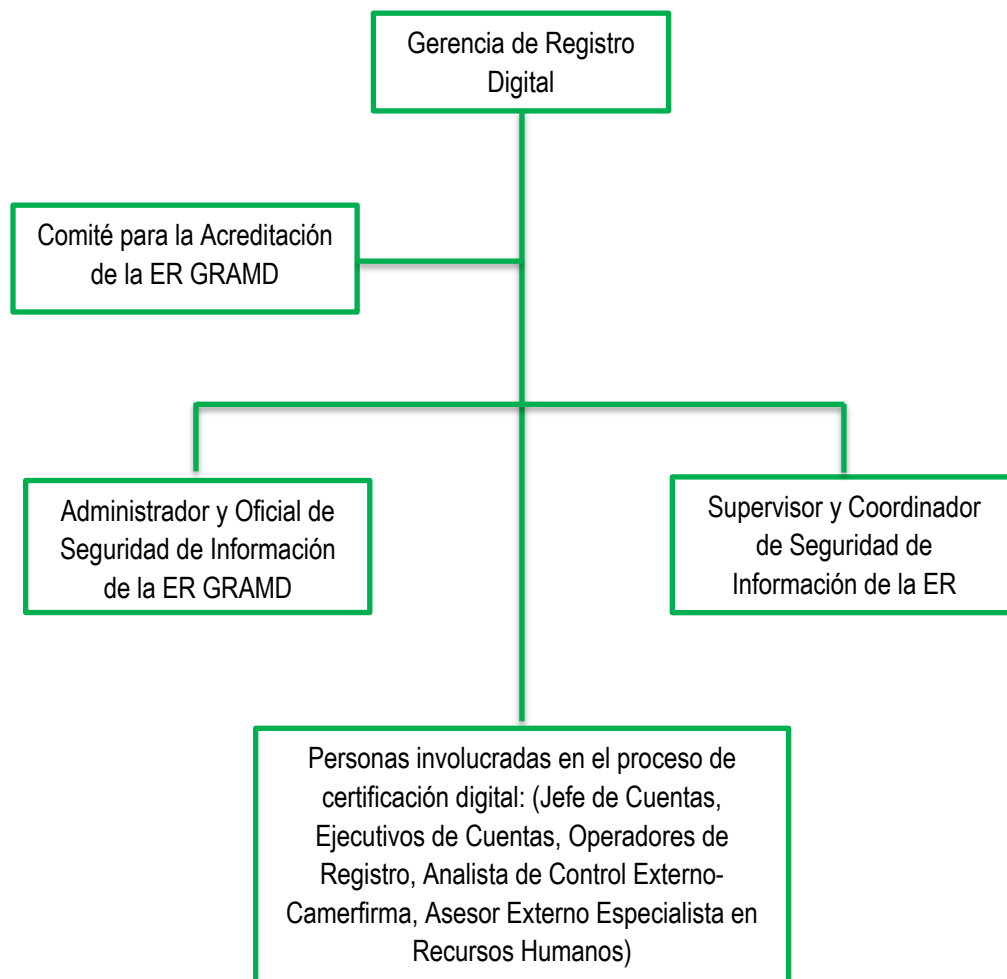 Gerencia de Registro
Digital
Comité para la Acreditación
de la ER GRAMD
Administrador y Oficial de
Seguridad de Información
de la ER GRAMD
Supervisor y Coordinador
de Seguridad de
Información de la ER
Personas involucradas en el proceso de
certificación digital: (Jefe de Cuentas,
Ejecutivos de Cuentas, Operadores de
Registro, Analista de Control Externo-
Camerfirma, Asesor Externo Especialista en
Recursos Humanos)